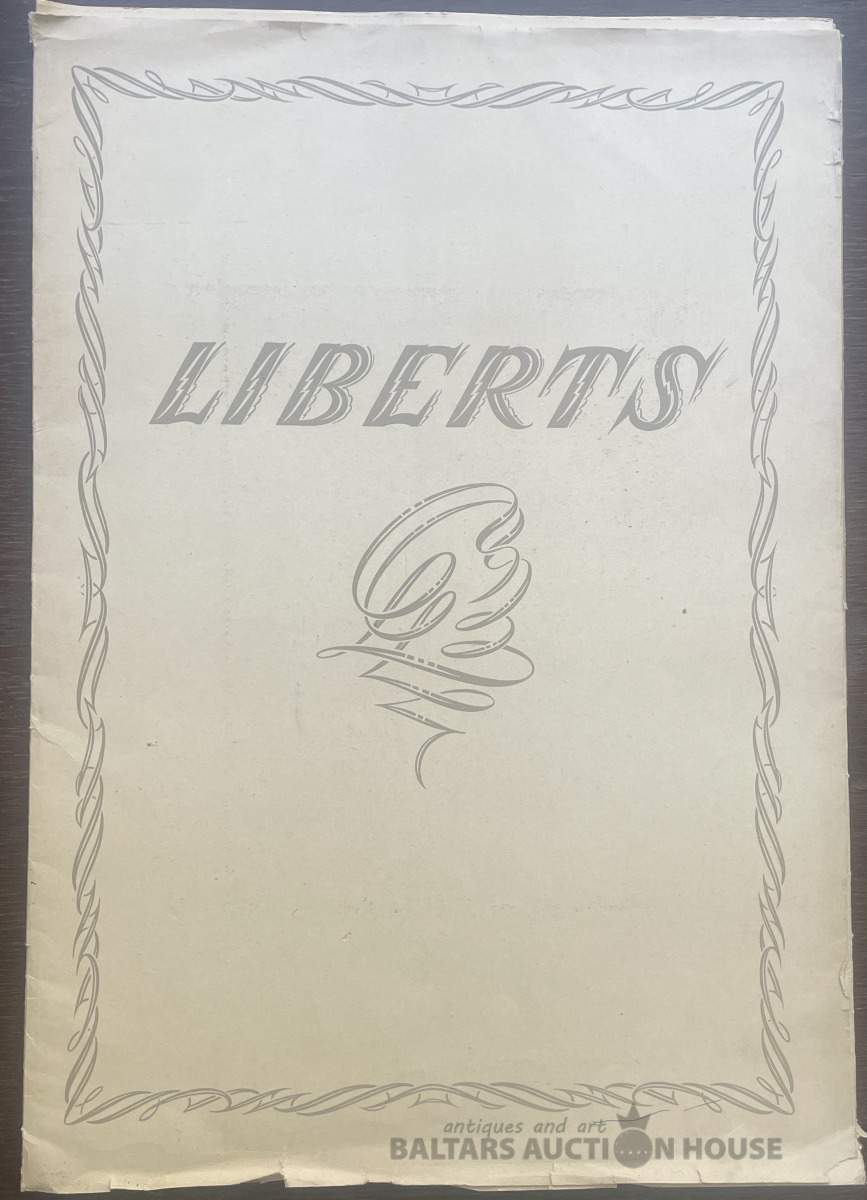 LIBERTS
antiques and art
BALTARS AUCTION HOUSE